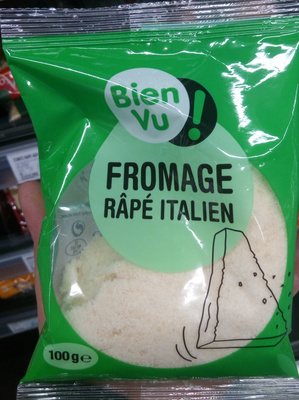 Bien
Vu !
FROMAGE
RÂPÉ ITALIEN
100g e